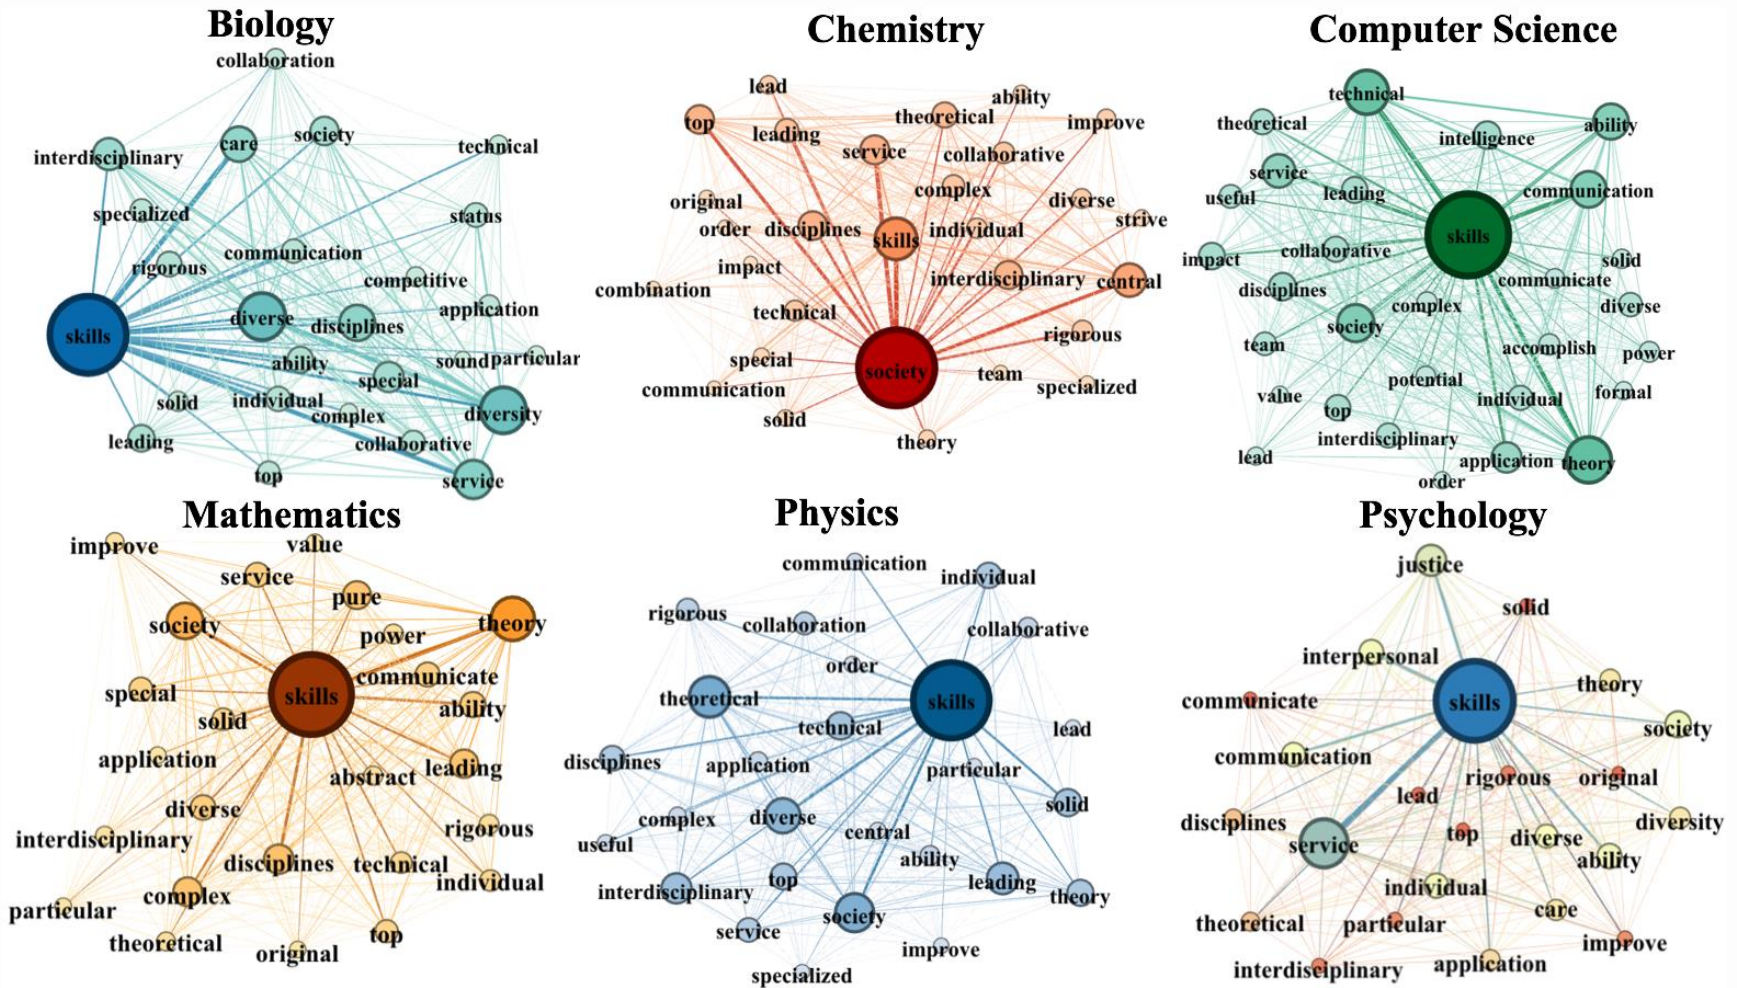 Biology
collaboration
interdisciplinary
care
society
technical
specialized
status
communication
rigorous
competitive
application
diverse
disciplines
skills
ability
sound
particular
special
solid
individual
complex
diversity
leading
collaborative
top
service
Chemistry
lead
ability
top
leading
theoretical
improve
service
collaborative
complex
original
diverse
strive
order
disciplines
skills
individual
impact
interdisciplinary
central
combination
technical
rigorous
special
society
team
communication
specialized
solid
theory
Computer Science
technical
theoretical
intelligence
ability
service
useful
leading
communication
skills
impact
collaborative
solid
communicate
disciplines
complex
diverse
society
team
accomplish
power
potential
value
individual
formal
top
interdisciplinary
lead
application
theory
order
Mathematics
improve
value
service
pure
society
theory
power
communicate
special
skills
ability
solid
application
abstract
leading
diverse
interdisciplinary
rigorous
disciplines
technical
individual
complex
particular
theoretical
original
top
Physics
communication
individual
rigorous
collaboration
collaborative
order
theoretical
skills
technical
lead
disciplines
application
particular
solid
complex
diverse
central
useful
ability
interdisciplinary
top
leading
theory
society
service
improve
specialized
Psychology
justice
solid
interpersonal
theory
communicate
skills
society
communication
rigorous
original
lead
disciplines
top
diverse
diversity
service
ability
individual
care
theoretical
particular
improve
interdisciplinary
application